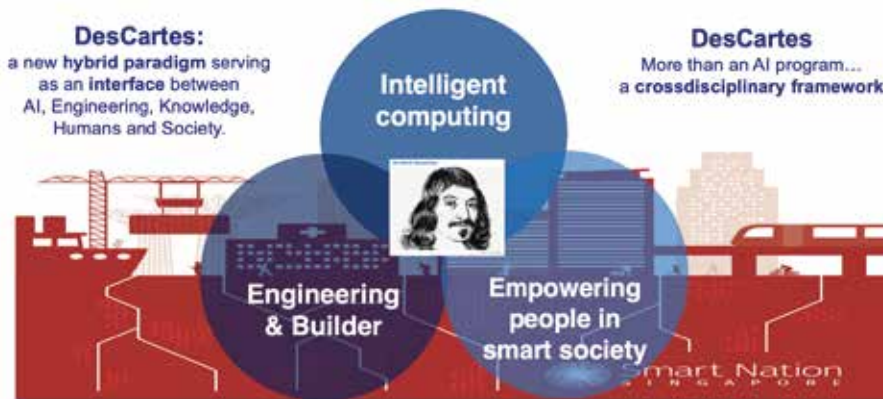 DesCartes:
a new hybrid paradigm serving
as an interface between
AI, Engineering, Knowledge,
Humans and Society.
Intelligent
computing
DesCartes
More than an AI program…
a crossdisciplinary framework
Engineering
& Builder
Empowering
people in
smart society
Smart Nation
SINGAPORE